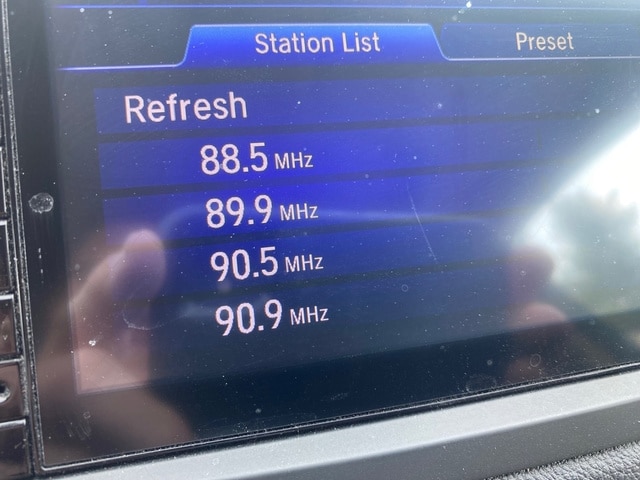 Station List Preset
Refresh
88.5 MHz
89.9 MHz
90.5 MHz
90.9 MHz